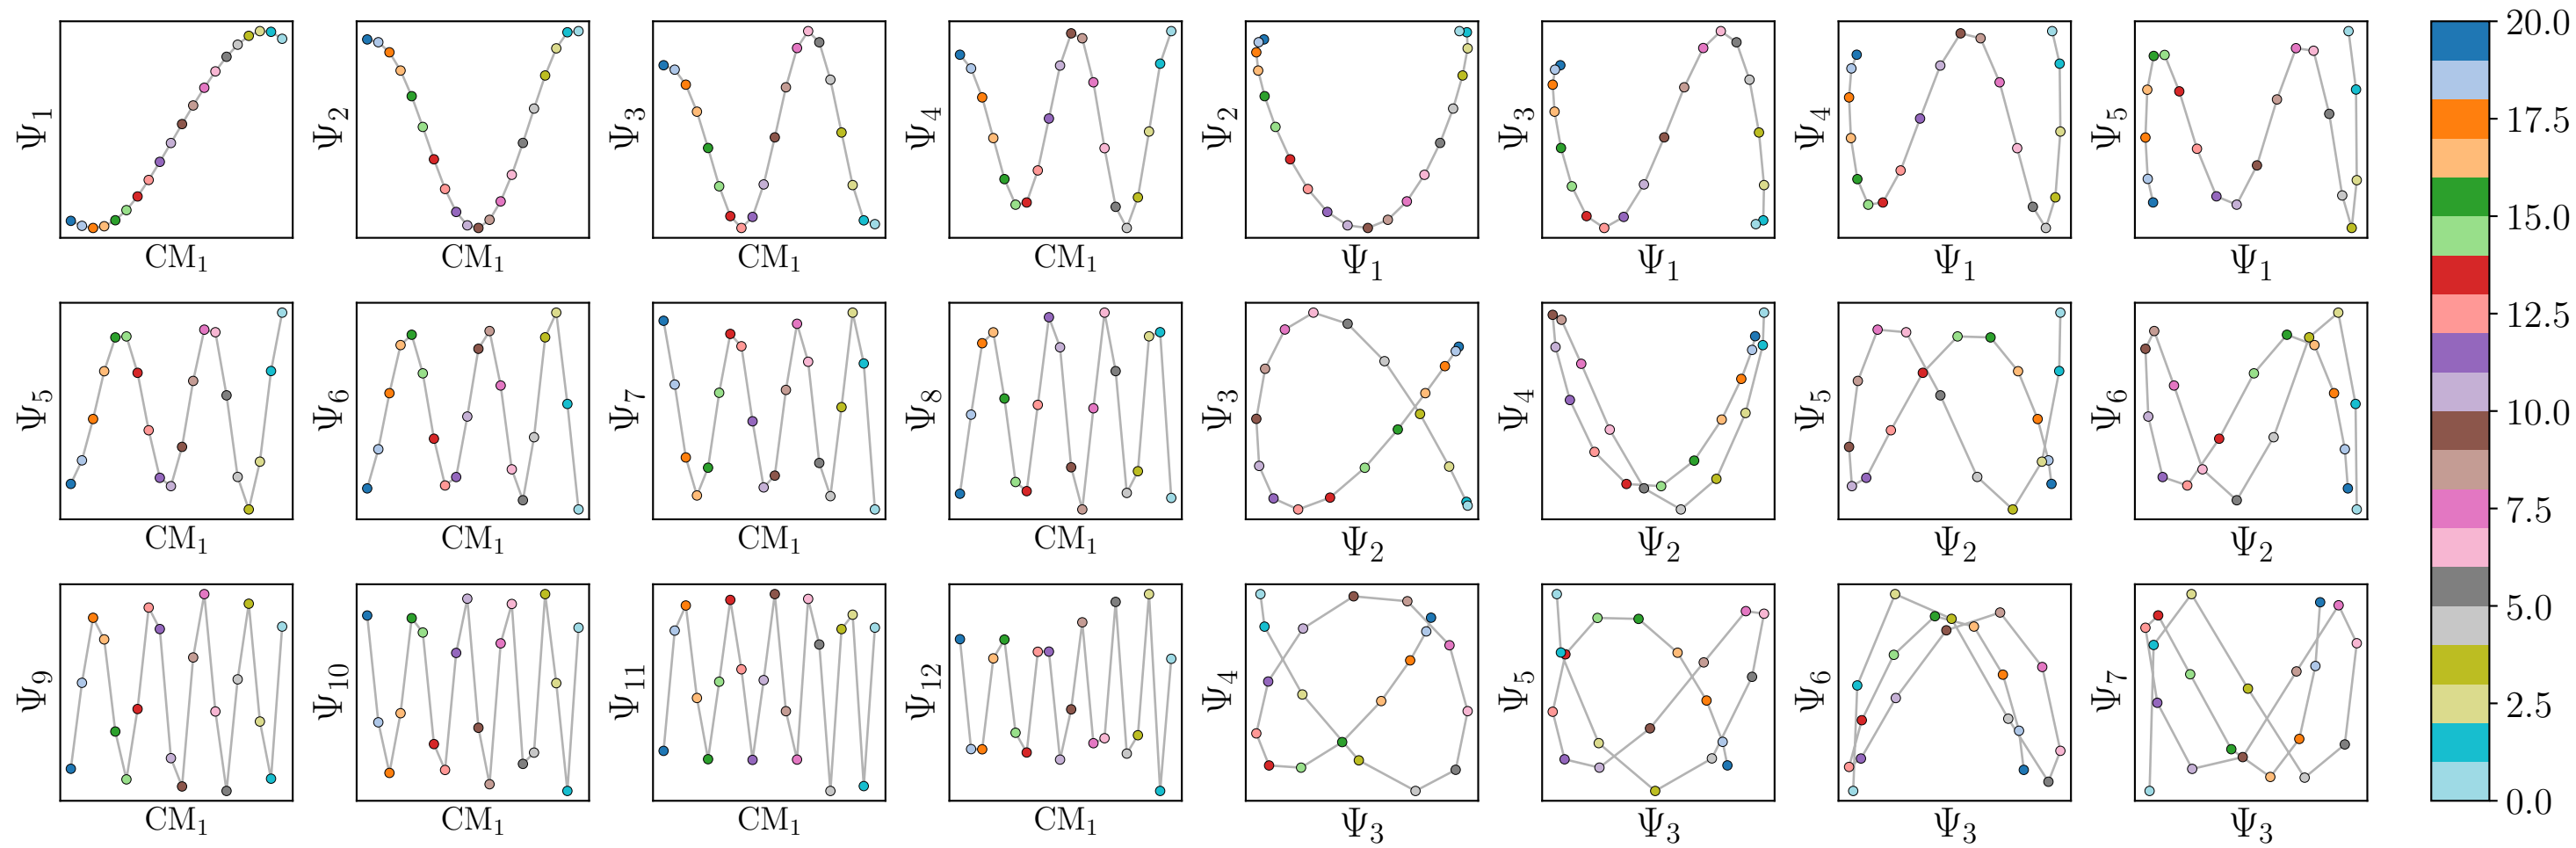 Ψ1 Ψ2 Ψ3 Ψ4 Ψ2 Ψ3 Ψ4 Ψ5
CM1 CM1 CM1 CM1 Ψ1 Ψ1 Ψ1 Ψ1
Ψ5 Ψ6 Ψ7 Ψ8 Ψ3 Ψ4 Ψ5 Ψ6
CM1 CM1 CM1 CM1 Ψ2 Ψ2 Ψ2 Ψ2
Ψ9 Ψ10 Ψ11 Ψ12 Ψ4 Ψ5 Ψ6 Ψ7
CM1 CM1 CM1 CM1 Ψ3 Ψ3 Ψ3 Ψ3
20.0
17.5
15.0
12.5
10.0
7.5
5.0
2.5
0.0